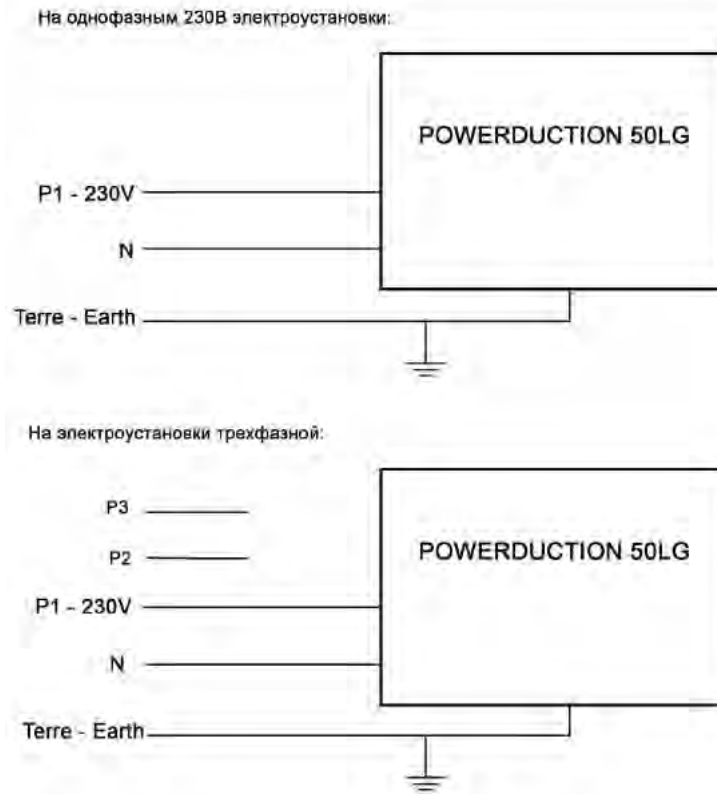 На однофазным 230В электроустановки:
POWERDUCTION 50LG
P1 - 230V
N
Terre - Earth
На электроустановки трехфазной:
P3
P2
POWERDUCTION 50LG
P1 - 230V
N
Terre - Earth